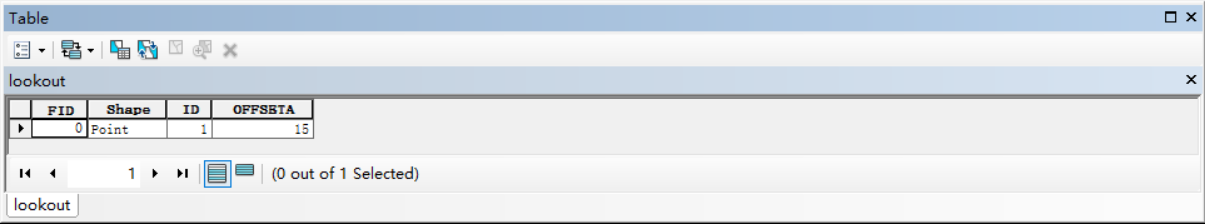 Table
lookout
FID Shape ID OFFSETA
0 Point 1 15
1 (0 out of 1 Selected)
lookout